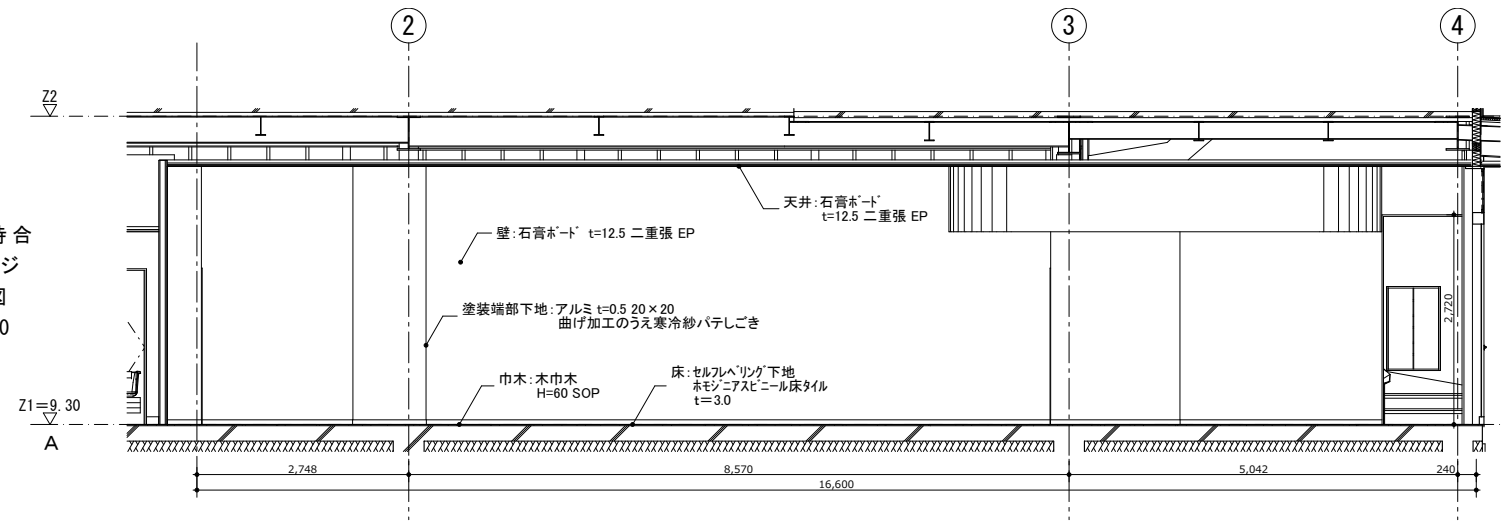 2
3
4
Z2
天井:石膏ボード
t=12.5 二重張 EP
壁:石膏ボード t=12.5 二重張 EP
待合
ジ
図
0
塗装端部下地:アルミ t=0.5 20×20
曲げ加工のうえ寒冷紗パテしごき
2,720
巾木:木巾木
H=60 SOP
床:セルフレベリング下地
ホモジニアスビニール床タイル
t=3.0
Z1=9.30
A
2,748
8,570
5,042
240
16,600